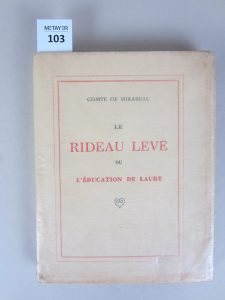 METAYER
103
COMTE DE MIRABEAU
LE
RIDEAU LEVÉ
OU
L'ÉDUCATION DE LAURE